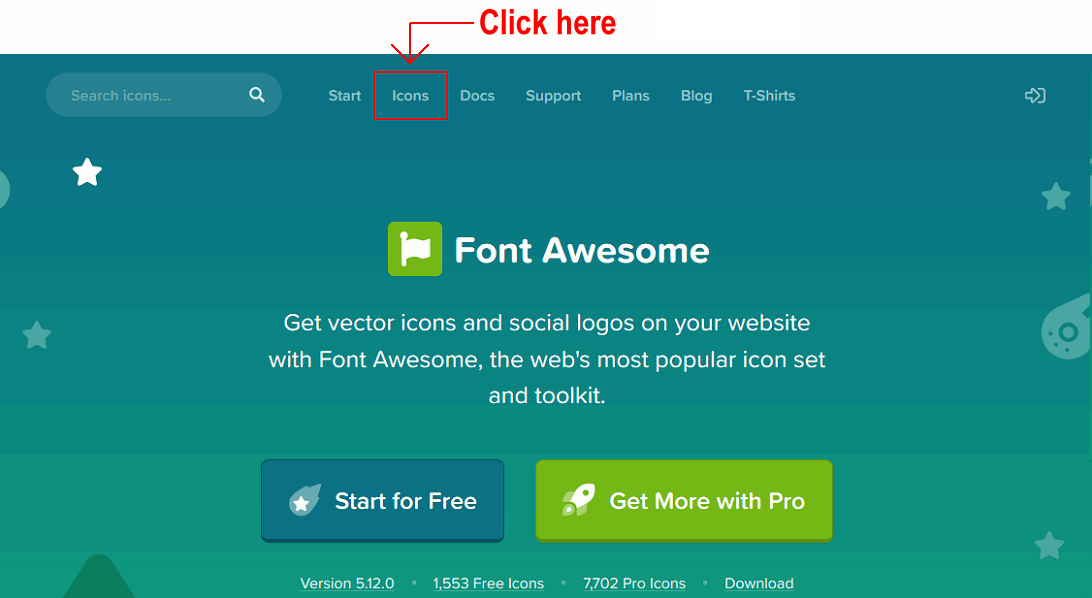 Click here
Search icons... Start Icons Docs Support Plans Blog T-Shirts
Font Awesome
Get vector icons and social logos on your website
with Font Awesome, the web's most popular icon set
and toolkit.
Start for Free Get More with Pro
Version 5.12.0 • 1,553 Free Icons • 7,702 Pro Icons • Download